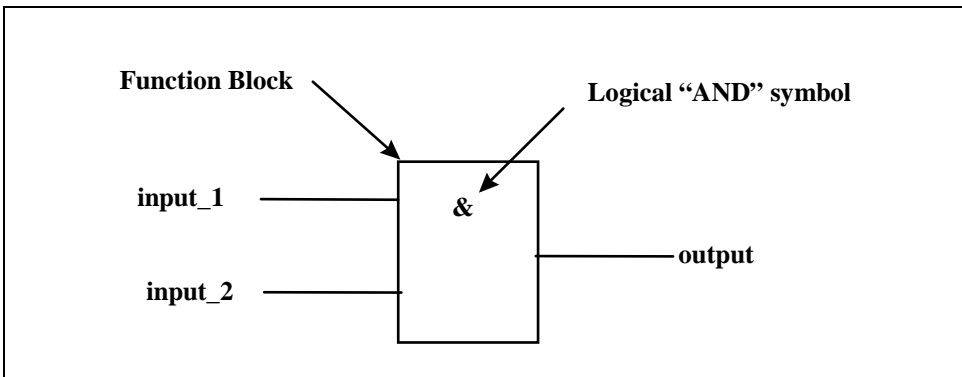 Function Block
Logical “AND” symbol
input_1
&
output
input_2